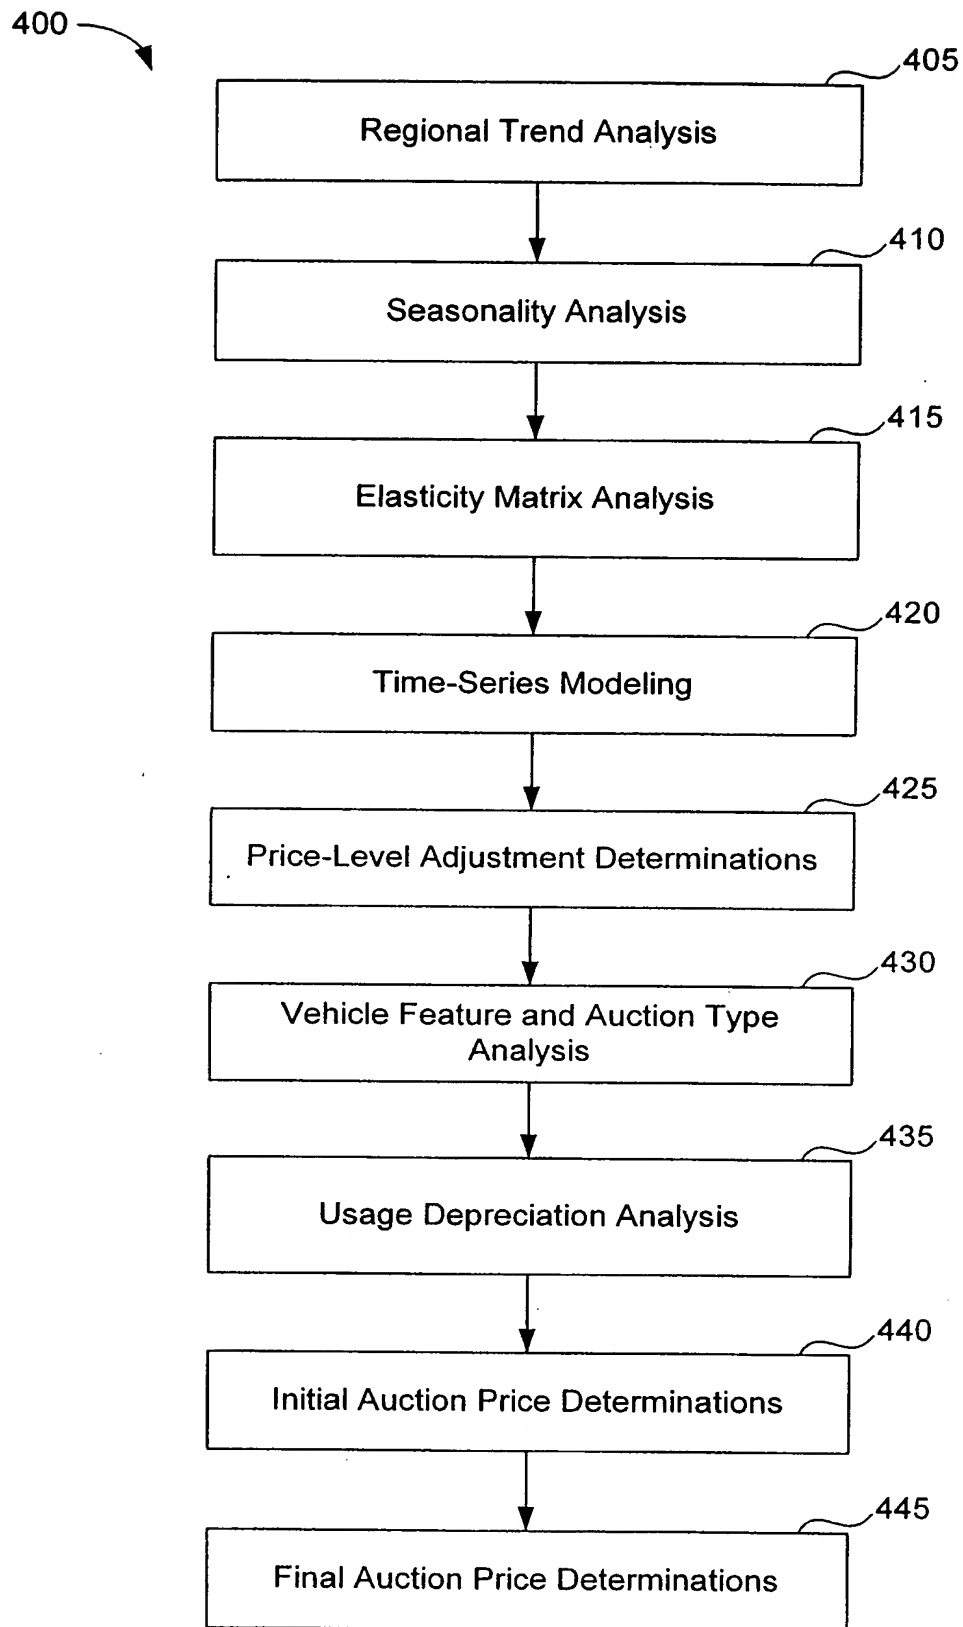 400
405
Regional Trend Analysis
410
Seasonality Analysis
415
Elasticity Matrix Analysis
420
Time-Series Modeling
425
Price-Level Adjustment Determinations
430
Vehicle Feature and Auction Type
Analysis
435
Usage Depreciation Analysis
440
Initial Auction Price Determinations
445
Final Auction Price Determinations